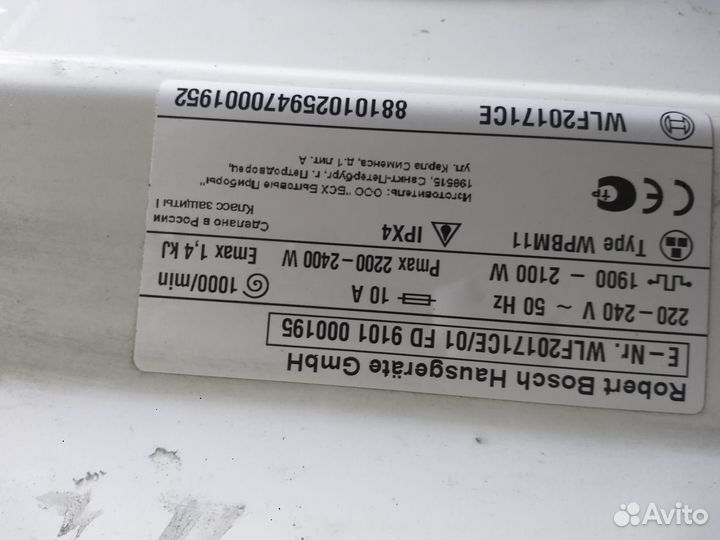 Robert Bosch Hausgeräte GmbH
E-Nr. WLF20171CE/01 FD 9101 000195
220-240 V ~ 50 Hz 10 A 1000/min
1900 - 2100 W Pmax 2200-2400 W Emax 1,4 kJ
Type WPBM11 IPX4 Сделано в России
Класс защиты I
Изготовитель: ООО "БСХ Бытовые Приборы"
198515, Санкт-Петербург, г. Петродворец,
ул. Карла Сименса, д.1 лит. А
WLF20171CE 881010259470001952
Avito